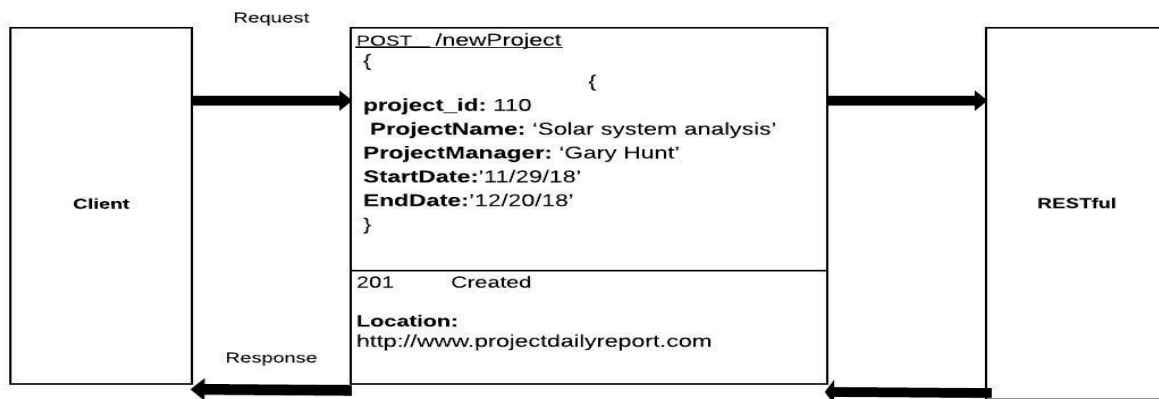 Request
POST /newProject
{
{
project_id: 110
ProjectName: ‘Solar system analysis’
ProjectManager: ‘Gary Hunt’
StartDate:’11/29/18’
EndDate:’12/20/18’
}
Client
RESTful
201 Created
Location:
http://www.projectdailyreport.com
Response